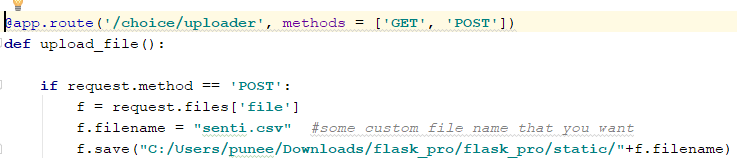 @app.route('/choice/uploader', methods = ['GET', 'POST'])
def upload_file():
if request.method == 'POST':
f = request.files['file']
f.filename = "senti.csv" #some custom file name that you want
f.save("C:/Users/punee/Downloads/flask_pro/flask_pro/static/"+f.filename)